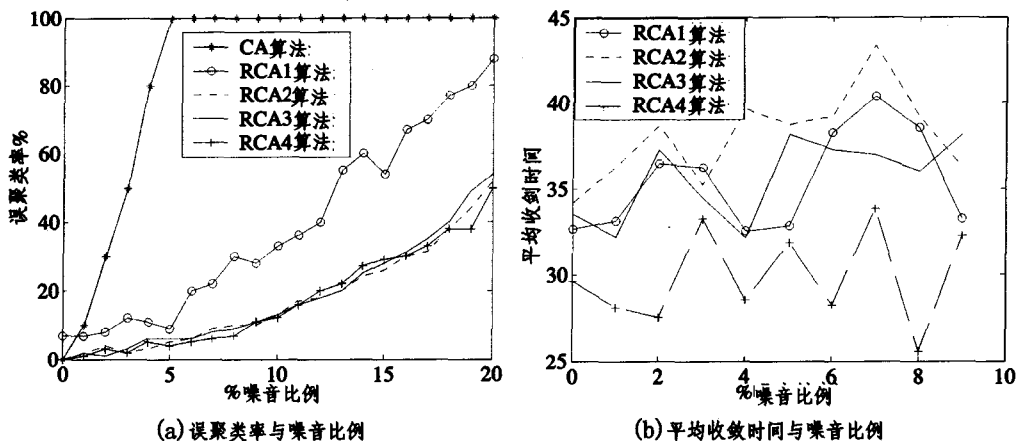 100
80
60
40
20
0
误聚类率%
CA算法
RCA1算法
RCA2算法
RCA3算法
RCA4算法
0
5
10
15
20
%噪音比例
(a)误聚类率与噪音比例
45
40
35
30
25
平均收到时间
RCA1算法
RCA2算法
RCA3算法
RCA4算法
0
2
4
6
8
10
%噪音比例
(b)平均收敛时间与噪音比例